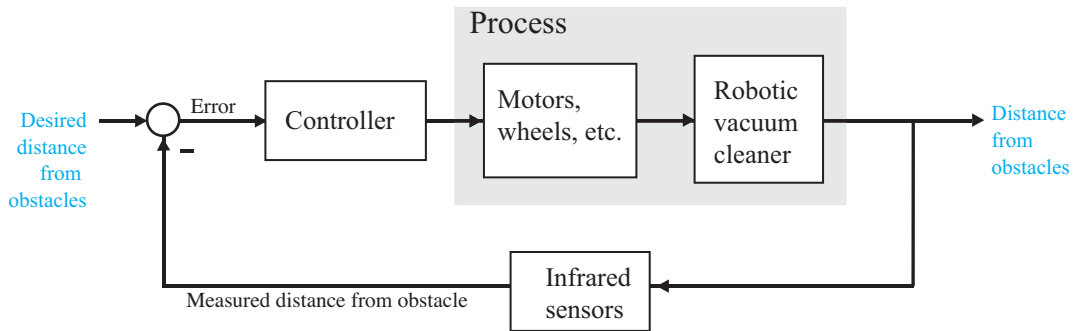 Process
Desired
distance
from
obstacles
Error
Controller
Motors,
wheels, etc.
Robotic
vacuum
cleaner
Distance
from
obstacles
Infrared
sensors
Measured distance from obstacle